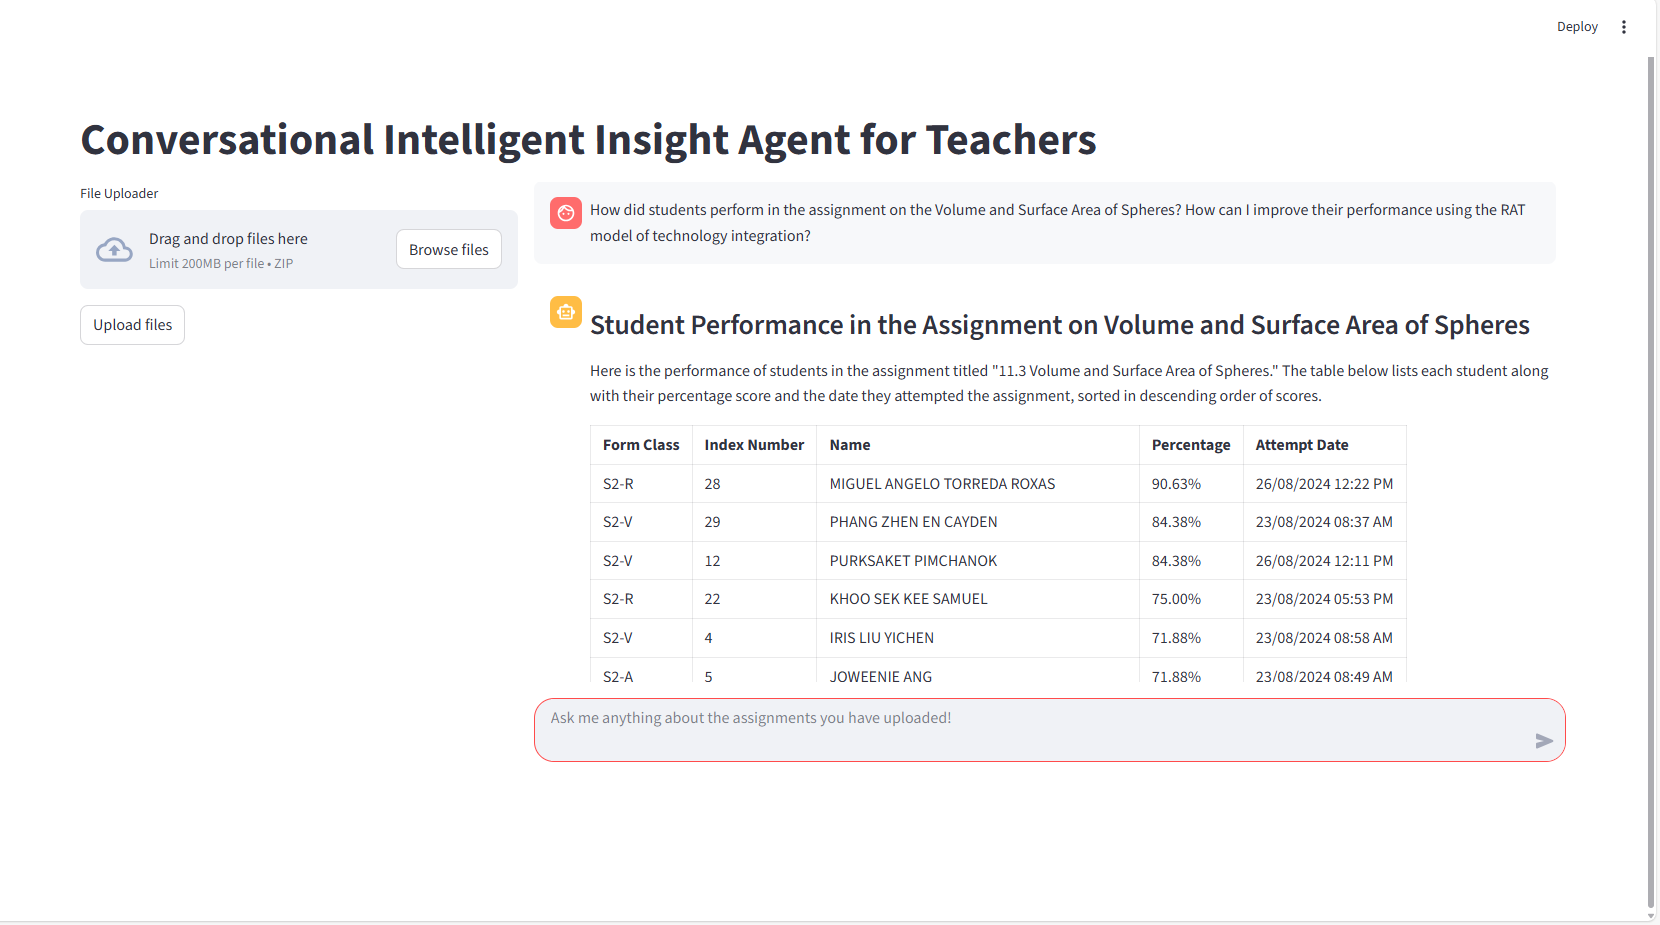 Deploy
Conversational Intelligent Insight Agent for Teachers
File Uploader
Drag and drop files here
Limit 200MB per file • ZIP
Browse files
Upload files
How did students perform in the assignment on the Volume and Surface Area of Spheres? How can I improve their performance using the RAT
model of technology integration?
Student Performance in the Assignment on Volume and Surface Area of Spheres
Here is the performance of students in the assignment titled "11.3 Volume and Surface Area of Spheres." The table below lists each student along
with their percentage score and the date they attempted the assignment, sorted in descending order of scores.
Form Class Index Number Name Percentage Attempt Date
S2-R 28 MIGUEL ANGELO TORREDA ROXAS 90.63% 26/08/2024 12:22 PM
S2-V 29 PHANG ZHEN EN CAYDEN 84.38% 23/08/2024 08:37 AM
S2-V 12 PURKSAKET PIMCHANOK 84.38% 26/08/2024 12:11 PM
S2-R 22 KHOO SEK KEE SAMUEL 75.00% 23/08/2024 05:53 PM
S2-V 4 IRIS LIU YICHEN 71.88% 23/08/2024 08:58 AM
S2-A 5 JOWEENIE ANG 71.88% 23/08/2024 08:49 AM
Ask me anything about the assignments you have uploaded!